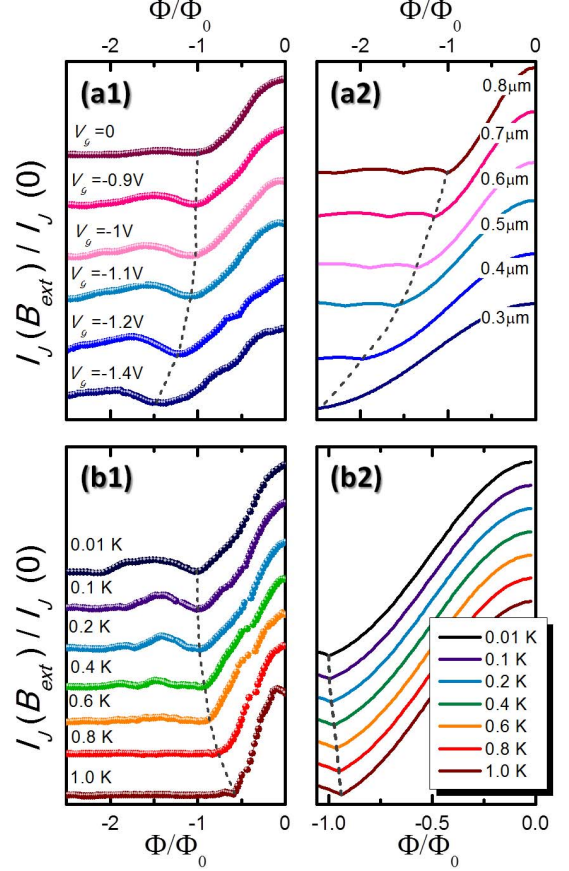 Φ/Φ0 Φ/Φ0
-2 -1 0 -2 -1 0
(a1) (a2)
0.8μm
0.7μm
0.6μm
0.5μm
0.4μm
0.3μm
Vg=0
Vg=-0.9V
Vg=-1V
Vg=-1.1V
Vg=-1.2V
Vg=-1.4V
IJ(Bext) / IJ (0)
(b1) (b2)
0.01 K
0.1 K
0.2 K
0.4 K
0.6 K
0.8 K
1.0 K
0.01 K
0.1 K
0.2 K
0.4 K
0.6 K
0.8 K
1.0 K
IJ(Bext) / IJ (0)
-2 -1 0 -1.0 -0.5 0.0
Φ/Φ0 Φ/Φ0